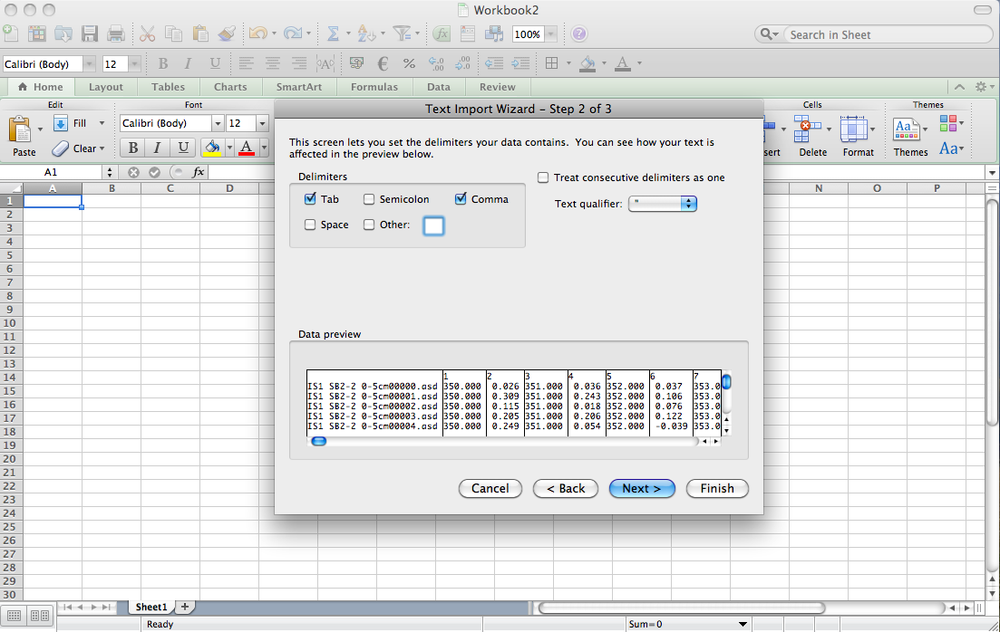 Workbook2
100%
Search in Sheet
Calibri (Body) 12 B I U
Home Layout Tables Charts SmartArt Formulas Data Review
Edit Font Cells Themes
Fill Calibri (Body) 12
Paste Clear B I U A
sert Delete Format Themes Aa
A1 fx
A B C D N O P
1
2
3
4
5
6
7
8
9
10
11
12
13
14
15
16
17
18
19
20
21
22
23
24
25
26
27
28
29
30
Text Import Wizard – Step 2 of 3
This screen lets you set the delimiters your data contains. You can see how your text is
affected in the preview below.
Delimiters
Tab Semicolon Comma
Space Other:
Treat consecutive delimiters as one
Text qualifier: "
Data preview
1 2 3 4 5 6 7
IS1 SB2-2 0-5cm00000.asd 350.000 0.026 351.000 0.036 352.000 0.037 353.0
IS1 SB2-2 0-5cm00001.asd 350.000 0.309 351.000 0.243 352.000 0.106 353.0
IS1 SB2-2 0-5cm00002.asd 350.000 0.115 351.000 0.018 352.000 0.076 353.0
IS1 SB2-2 0-5cm00003.asd 350.000 0.205 351.000 0.206 352.000 0.122 353.0
IS1 SB2-2 0-5cm00004.asd 350.000 0.249 351.000 0.054 352.000 -0.039 353.0
Cancel < Back Next > Finish
Sheet1
Ready Sum=0